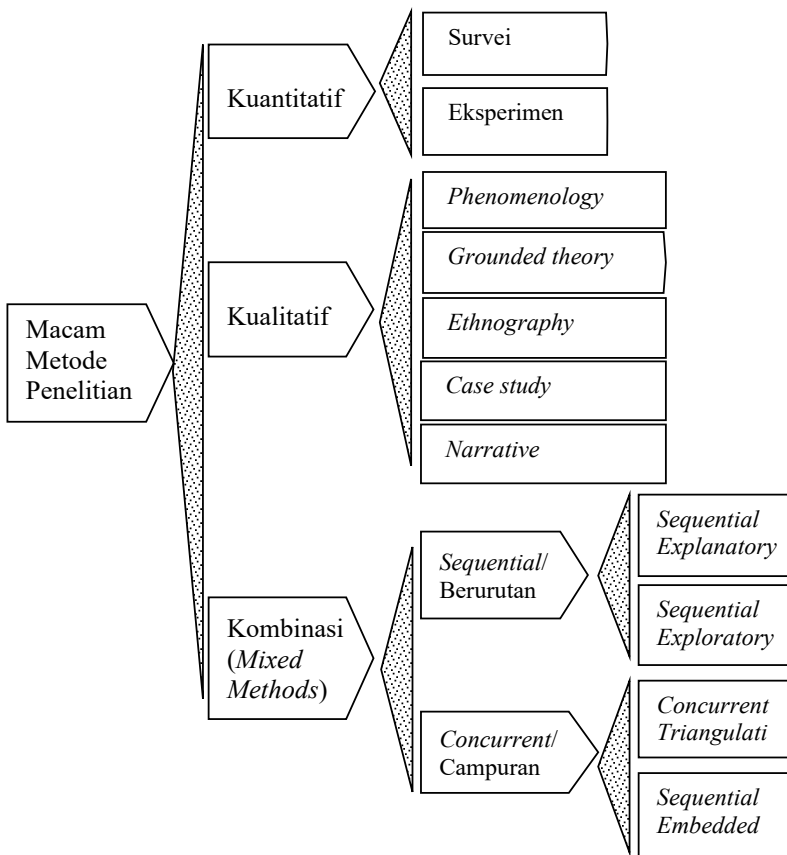 Macam
Metode
Penelitian
Kuantitatif
Survei
Eksperimen
Kualitatif
Phenomenology
Grounded theory
Ethnography
Case study
Narrative
Kombinasi
(Mixed
Methods)
Sequential/
Berurutan
Sequential
Explanatory
Sequential
Exploratory
Concurrent/
Campuran
Concurrent
Triangulati
Sequential
Embedded